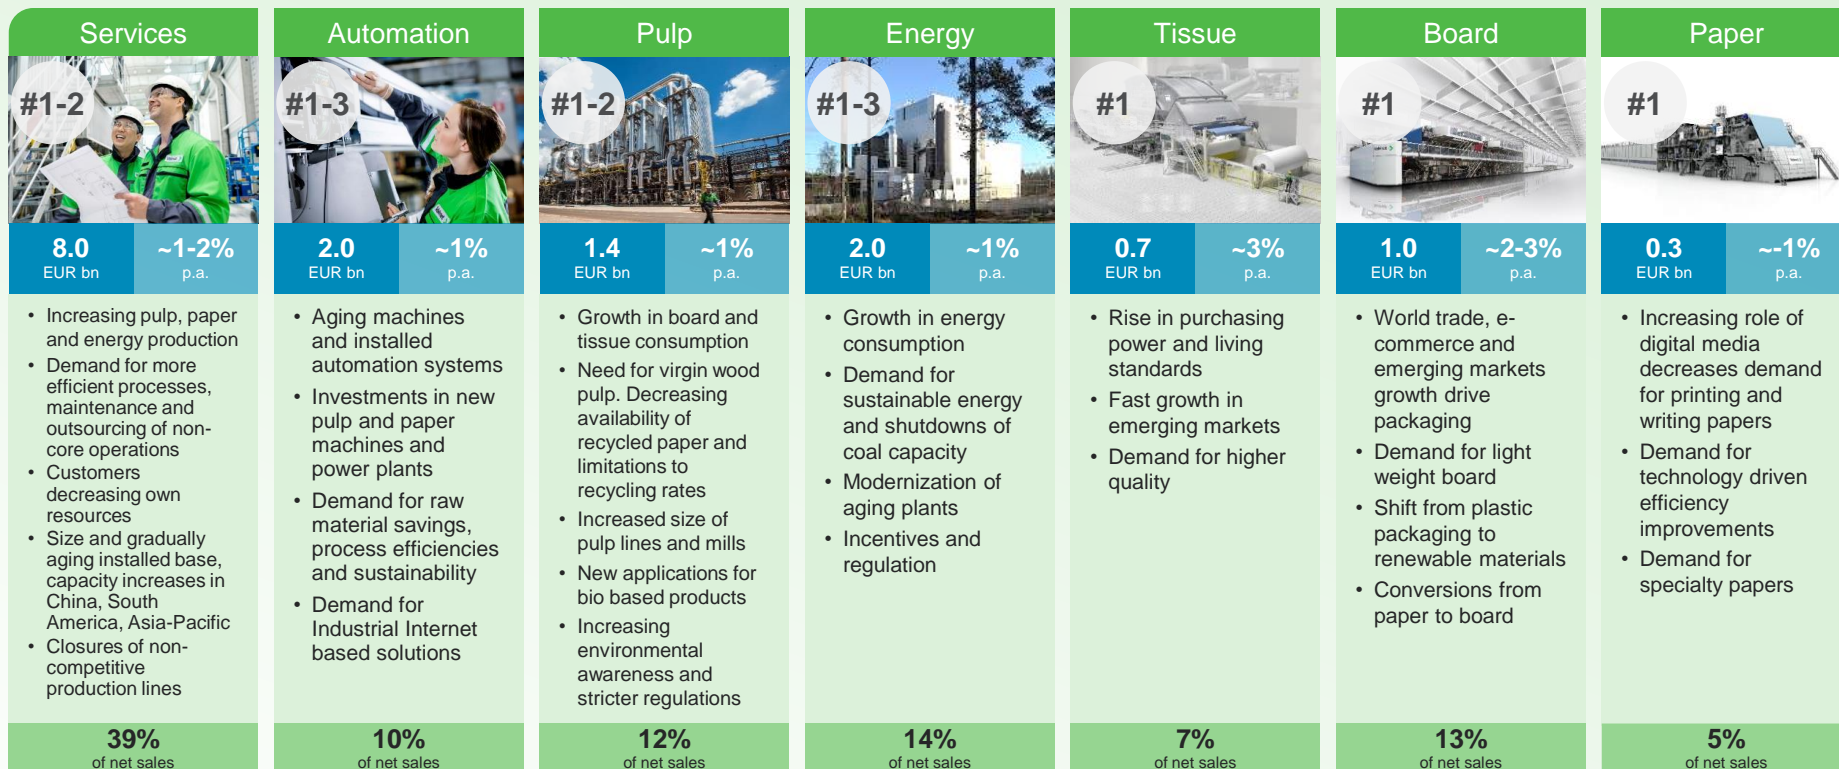 Services
#1-2
8.0
EUR bn
~1-2%
p.a.
• Increasing pulp, paper
and energy production
• Demand for more
efficient processes,
maintenance and
outsourcing of non-
core operations
• Customers
decreasing own
resources
• Size and gradually
aging installed base,
capacity increases in
China, South
America, Asia-Pacific
• Closures of non-
competitive
production lines
39%
of net sales
Automation
#1-3
2.0
EUR bn
~1%
p.a.
• Aging machines
and installed
automation systems
• Investments in new
pulp and paper
machines and
power plants
• Demand for raw
material savings,
process efficiencies
and sustainability
• Demand for
Industrial Internet
based solutions
10%
of net sales
Pulp
#1-2
1.4
EUR bn
~1%
p.a.
• Growth in board and
tissue consumption
• Need for virgin wood
pulp. Decreasing
availability of
recycled paper and
limitations to
recycling rates
• Increased size of
pulp lines and mills
• New applications for
bio based products
• Increasing
environmental
awareness and
stricter regulations
12%
of net sales
Energy
#1-3
2.0
EUR bn
~1%
p.a.
• Growth in energy
consumption
• Demand for
sustainable energy
and shutdowns of
coal capacity
• Modernization of
aging plants
• Incentives and
regulation
14%
of net sales
Tissue
#1
0.7
EUR bn
~3%
p.a.
• Rise in purchasing
power and living
standards
• Fast growth in
emerging markets
• Demand for higher
quality
7%
of net sales
Board
#1
1.0
EUR bn
~2-3%
p.a.
• World trade, e-
commerce and
emerging markets
growth drive
packaging
• Demand for light
weight board
• Shift from plastic
packaging to
renewable materials
• Conversions from
paper to board
13%
of net sales
Paper
#1
0.3
EUR bn
~-1%
p.a.
• Increasing role of
digital media
decreases demand
for printing and
writing papers
• Demand for
technology driven
efficiency
improvements
• Demand for
specialty papers
5%
of net sales